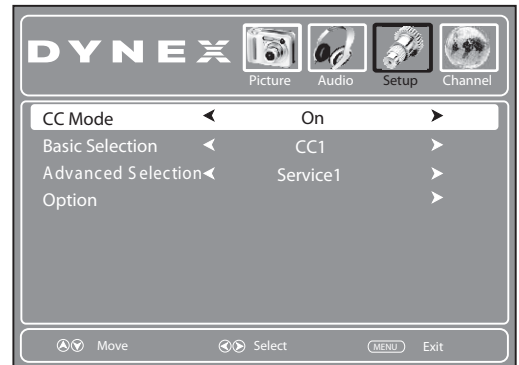 DYNEX
Picture Audio Setup Channel
CC Mode On
Basic Selection CC1
Advanced Selection Service1
Option
Move Select MENU Exit